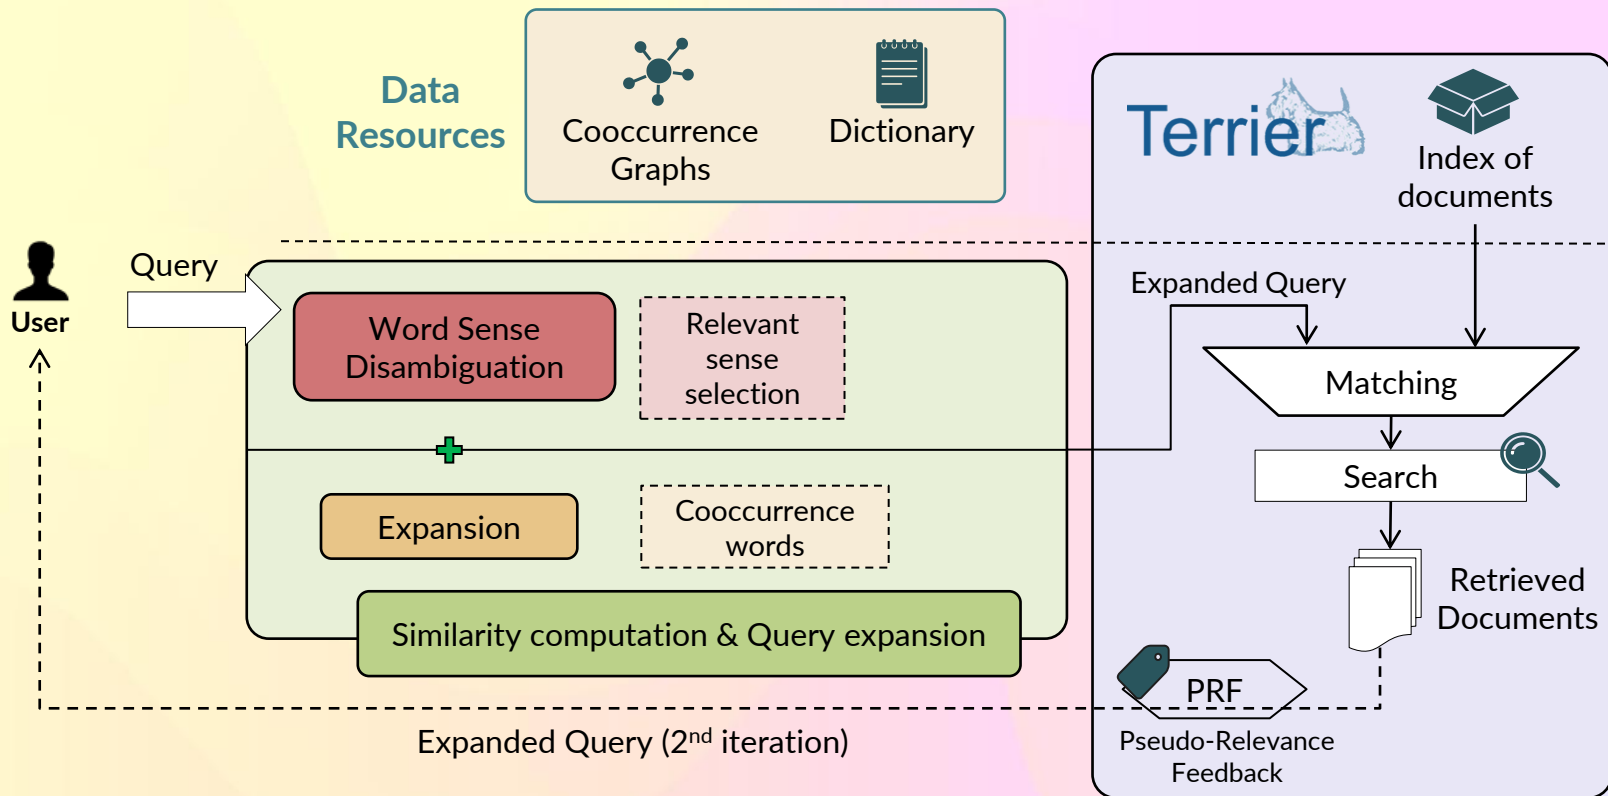 Data
Resources
Cooccurrence
Graphs
Dictionary
Terrier
Index of
documents
User
Query
Word Sense
Disambiguation
Relevant
sense
selection
Expanded Query
Matching
Search
Expansion
Cooccurrence
words
Retrieved
Documents
Similarity computation & Query expansion
PRF
Pseudo-Relevance
Feedback
Expanded Query (2nd iteration)